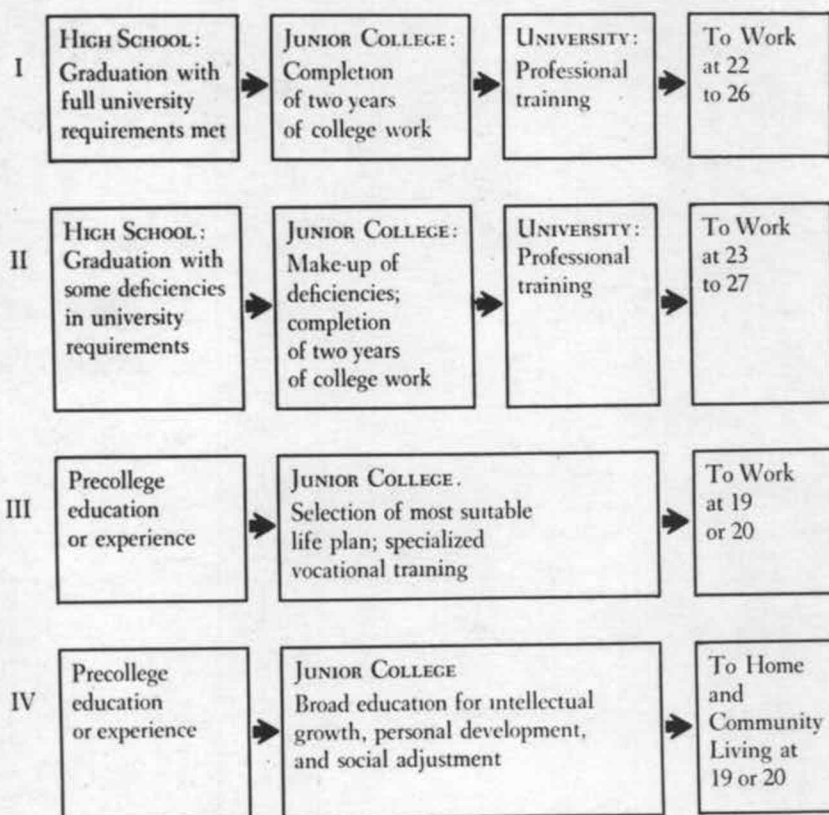 I
HIGH SCHOOL:
Graduation with
full university
requirements met
JUNIOR COLLEGE:
Completion
of two years
of college work
UNIVERSITY:
Professional
training
To Work
at 22
to 26
II
HIGH SCHOOL:
Graduation with
some deficiencies
in university
requirements
JUNIOR COLLEGE:
Make-up of
deficiencies;
completion
of two years
of college work
UNIVERSITY:
Professional
training
To Work
at 23
to 27
III
Precollege
education
or experience
JUNIOR COLLEGE.
Selection of most suitable
life plan; specialized
vocational training
To Work
at 19
or 20
IV
Precollege
education
or experience
JUNIOR COLLEGE
Broad education for intellectual
growth, personal development,
and social adjustment
To Home
and
Community
Living at
19 or 20